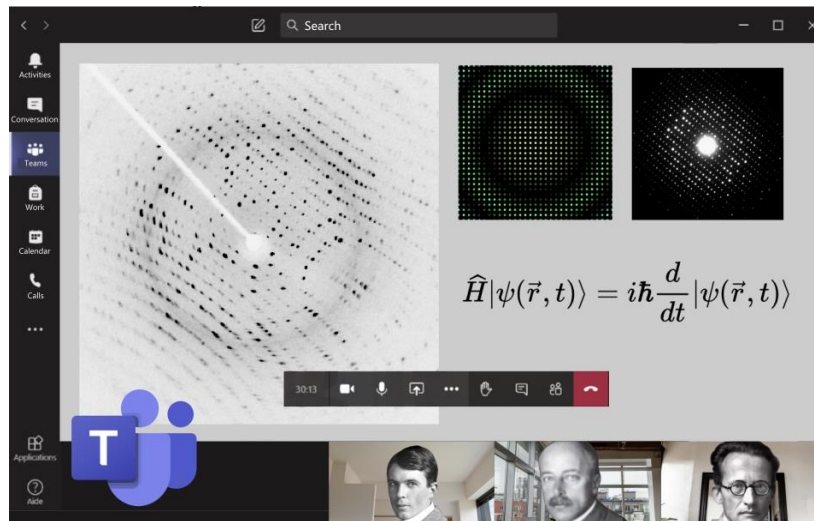 Search
Activities
Conversation
Teams
Work
Calendar
Calls
Applications
Aide
Ĥ|ψ(r⃗, t)⟩ = iℏ d/dt |ψ(r⃗, t)⟩
30:13
T